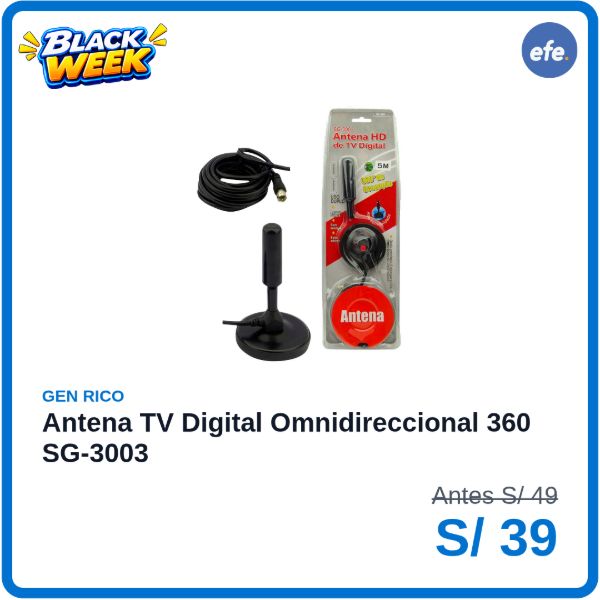 BLACK
WEEK
efe.
Antena HD
de TV Digital
5M
Antena
GEN RICO
Antena TV Digital Omnidireccional 360
SG-3003
Antes S/ 49
S/ 39